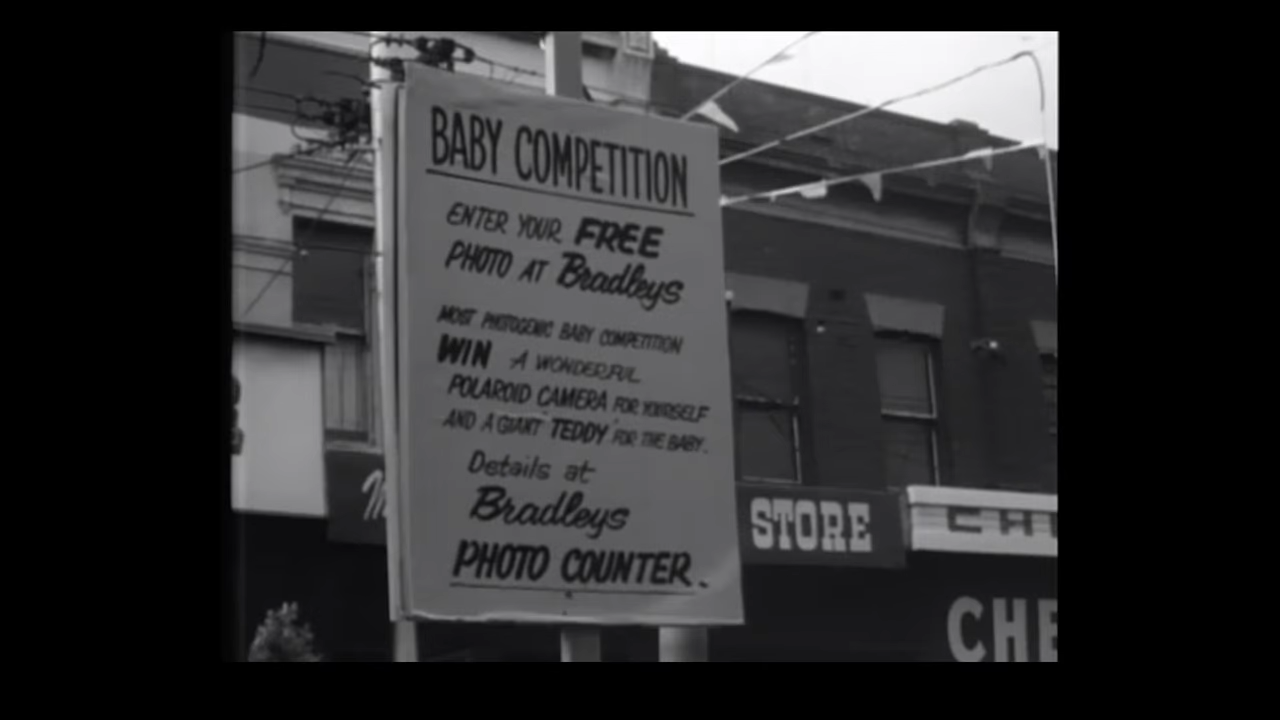 BABY COMPETITION
ENTER YOUR FREE
PHOTO AT Bradleys
MOST PHOTOGENIC BABY COMPETITION
WIN A WONDERFUL
POLAROID CAMERA FOR YOURSELF
AND A GIANT TEDDY FOR THE BABY.
Details at
Bradleys
PHOTO COUNTER.
STORE
CHE